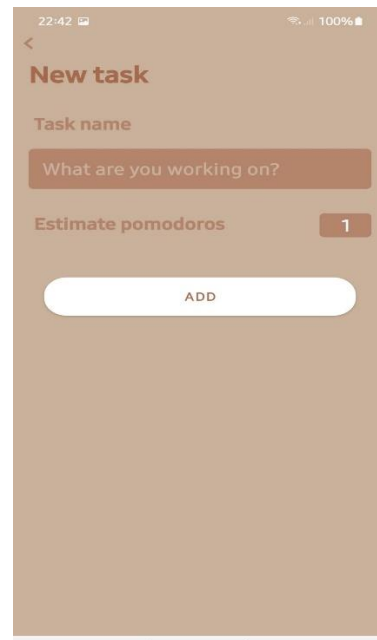 22:42 100%
<
New task
Task name
What are you working on?
Estimate pomodoros 1
ADD